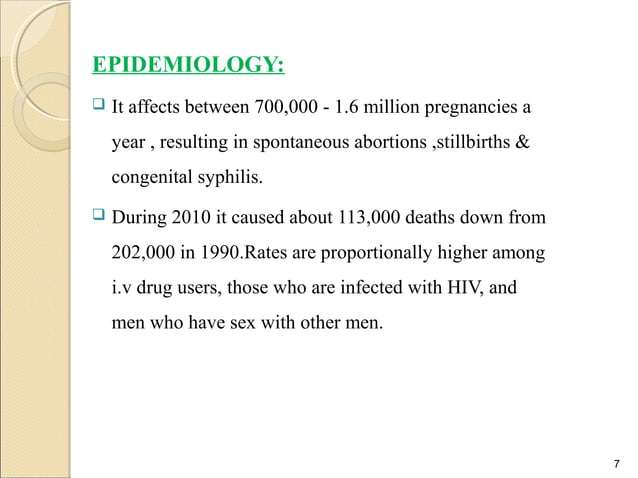 EPIDEMIOLOGY:
It affects between 700,000 - 1.6 million pregnancies a
year , resulting in spontaneous abortions ,stillbirths &
congenital syphilis.
During 2010 it caused about 113,000 deaths down from
202,000 in 1990.Rates are proportionally higher among
i.v drug users, those who are infected with HIV, and
men who have sex with other men.
7